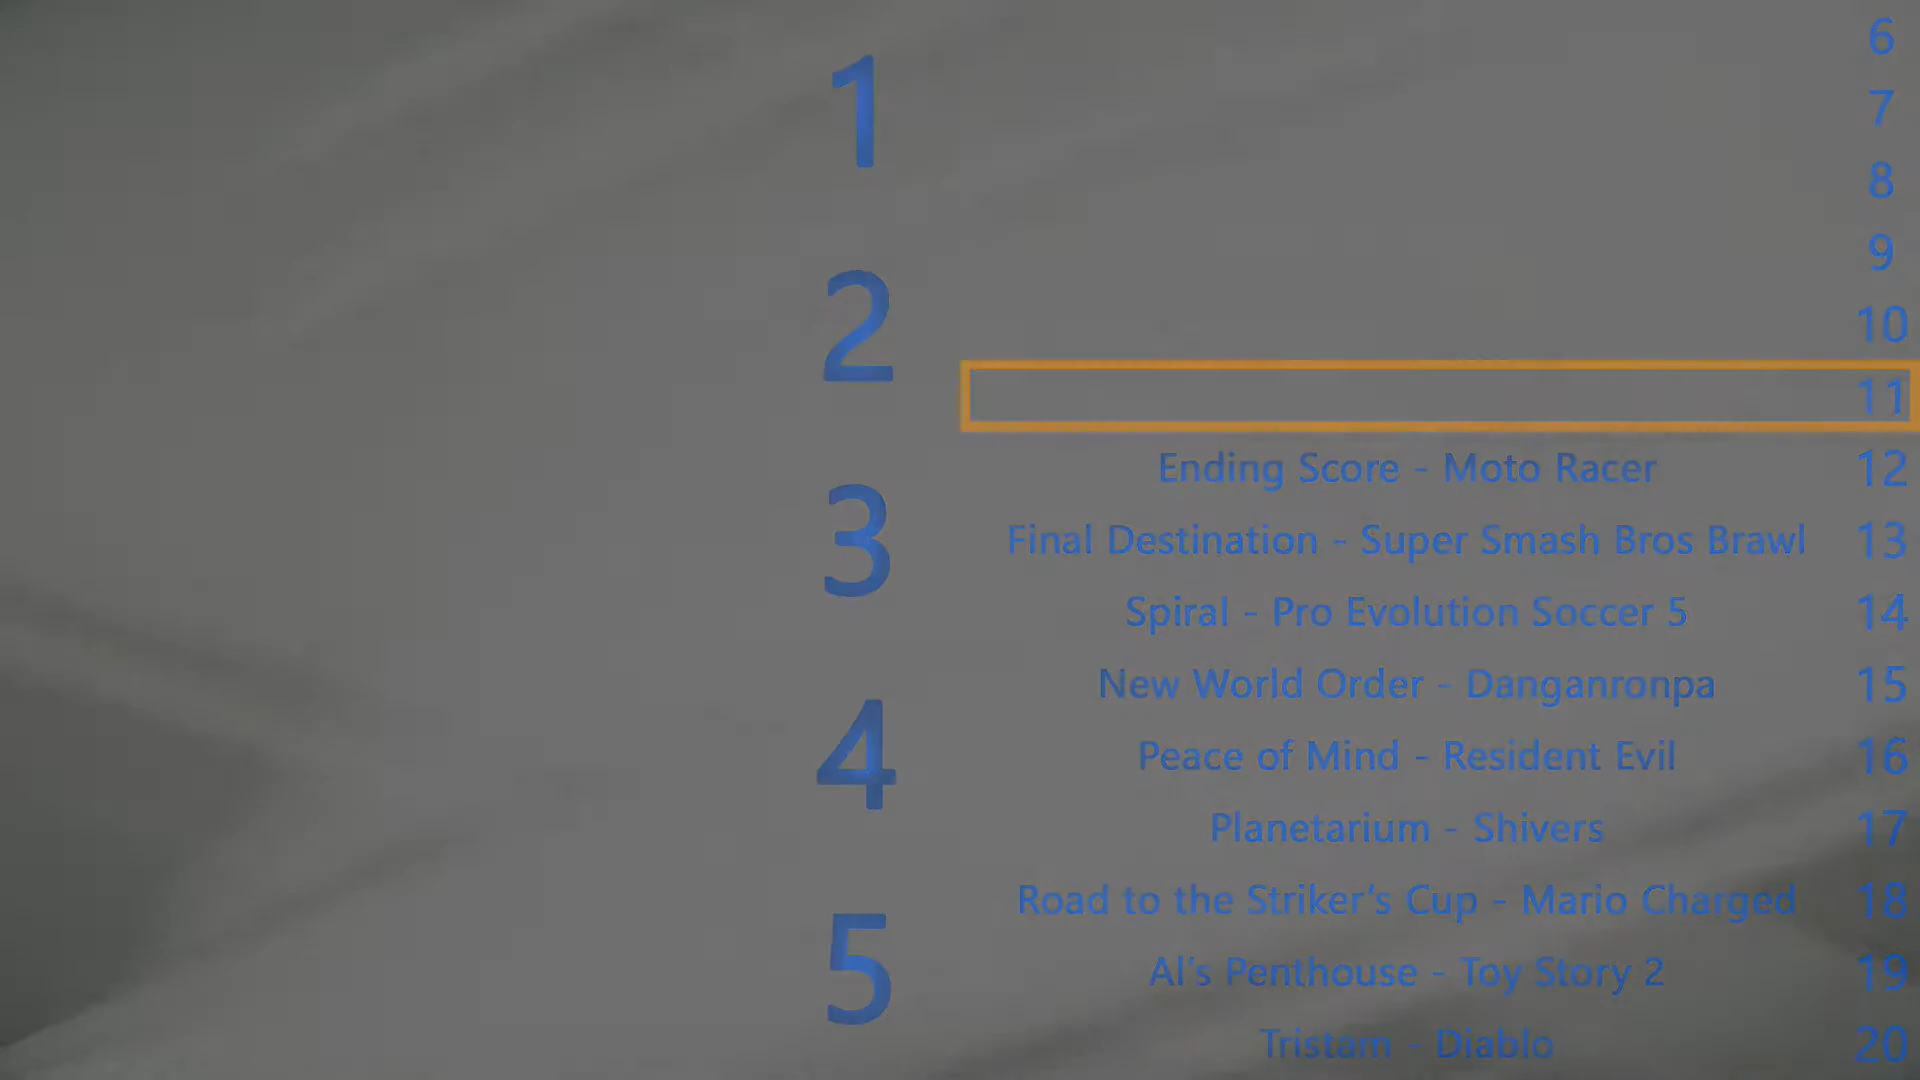 1
2
3
4
5
6
7
8
9
10
11
Ending Score - Moto Racer 12
Final Destination - Super Smash Bros Brawl 13
Spiral - Pro Evolution Soccer 5 14
New World Order - Danganronpa 15
Peace of Mind - Resident Evil 16
Planetarium - Shivers 17
Road to the Striker's Cup - Mario Charged 18
Al's Penthouse - Toy Story 2 19
Tristam - Diablo 20